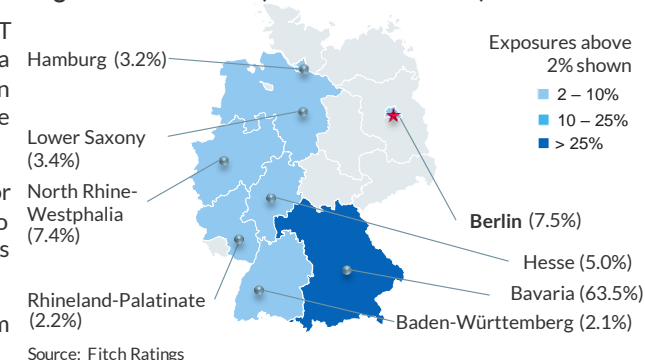 Hamburg (3.2%)
Exposures above
2% shown
2 – 10%
10 – 25%
> 25%
Lower Saxony
(3.4%)
North Rhine-
Westphalia
(7.4%)
Berlin (7.5%)
Hesse (5.0%)
Bavaria (63.5%)
Rhineland-Palatinate
(2.2%)
Baden-Württemberg (2.1%)
Source: Fitch Ratings